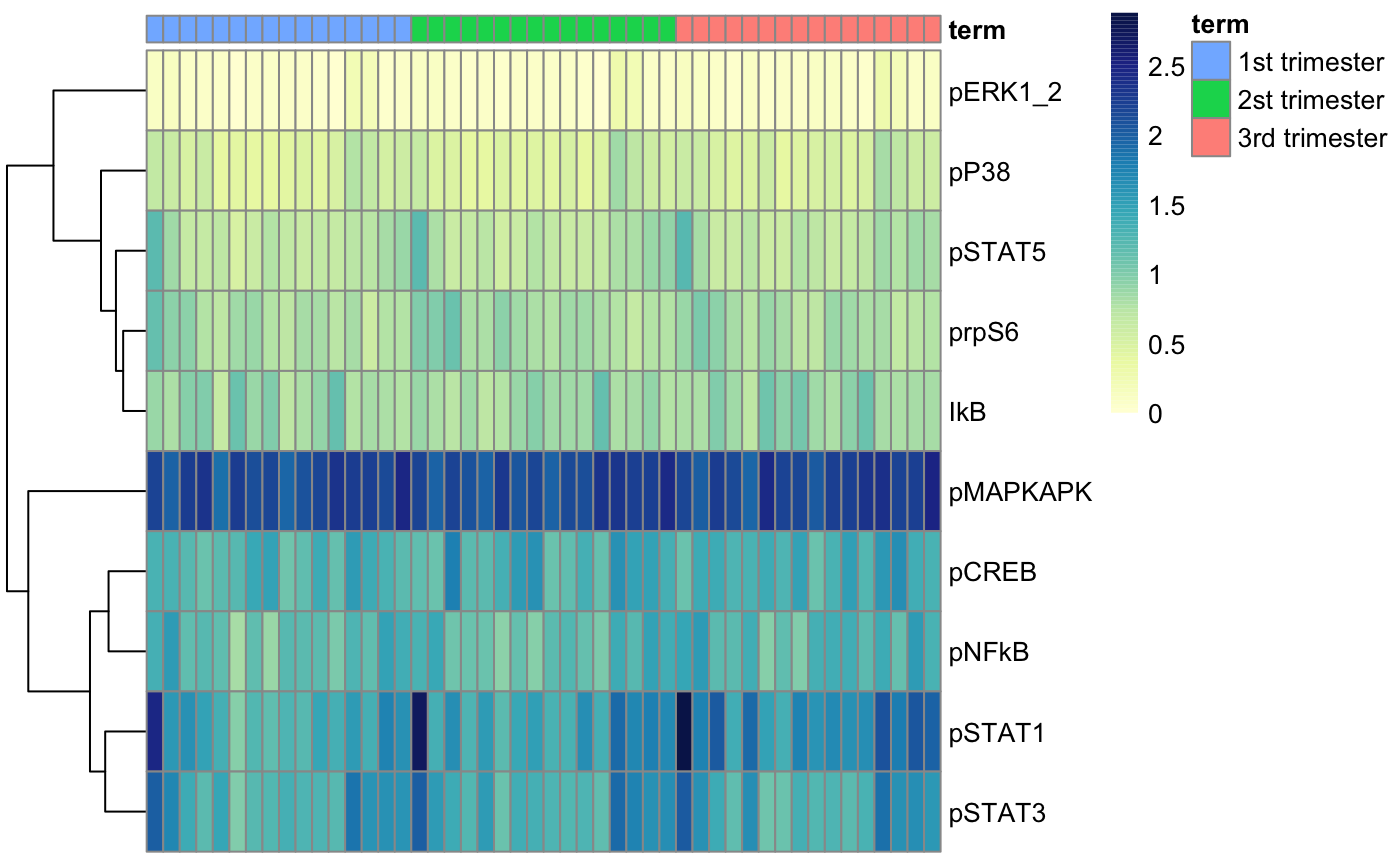 term
pERK1_2
pP38
pSTAT5
prpS6
IkB
pMAPKAPK
pCREB
pNFkB
pSTAT1
pSTAT3
2.5
2
1.5
1
0.5
0
term
1st trimester
2st trimester
3rd trimester